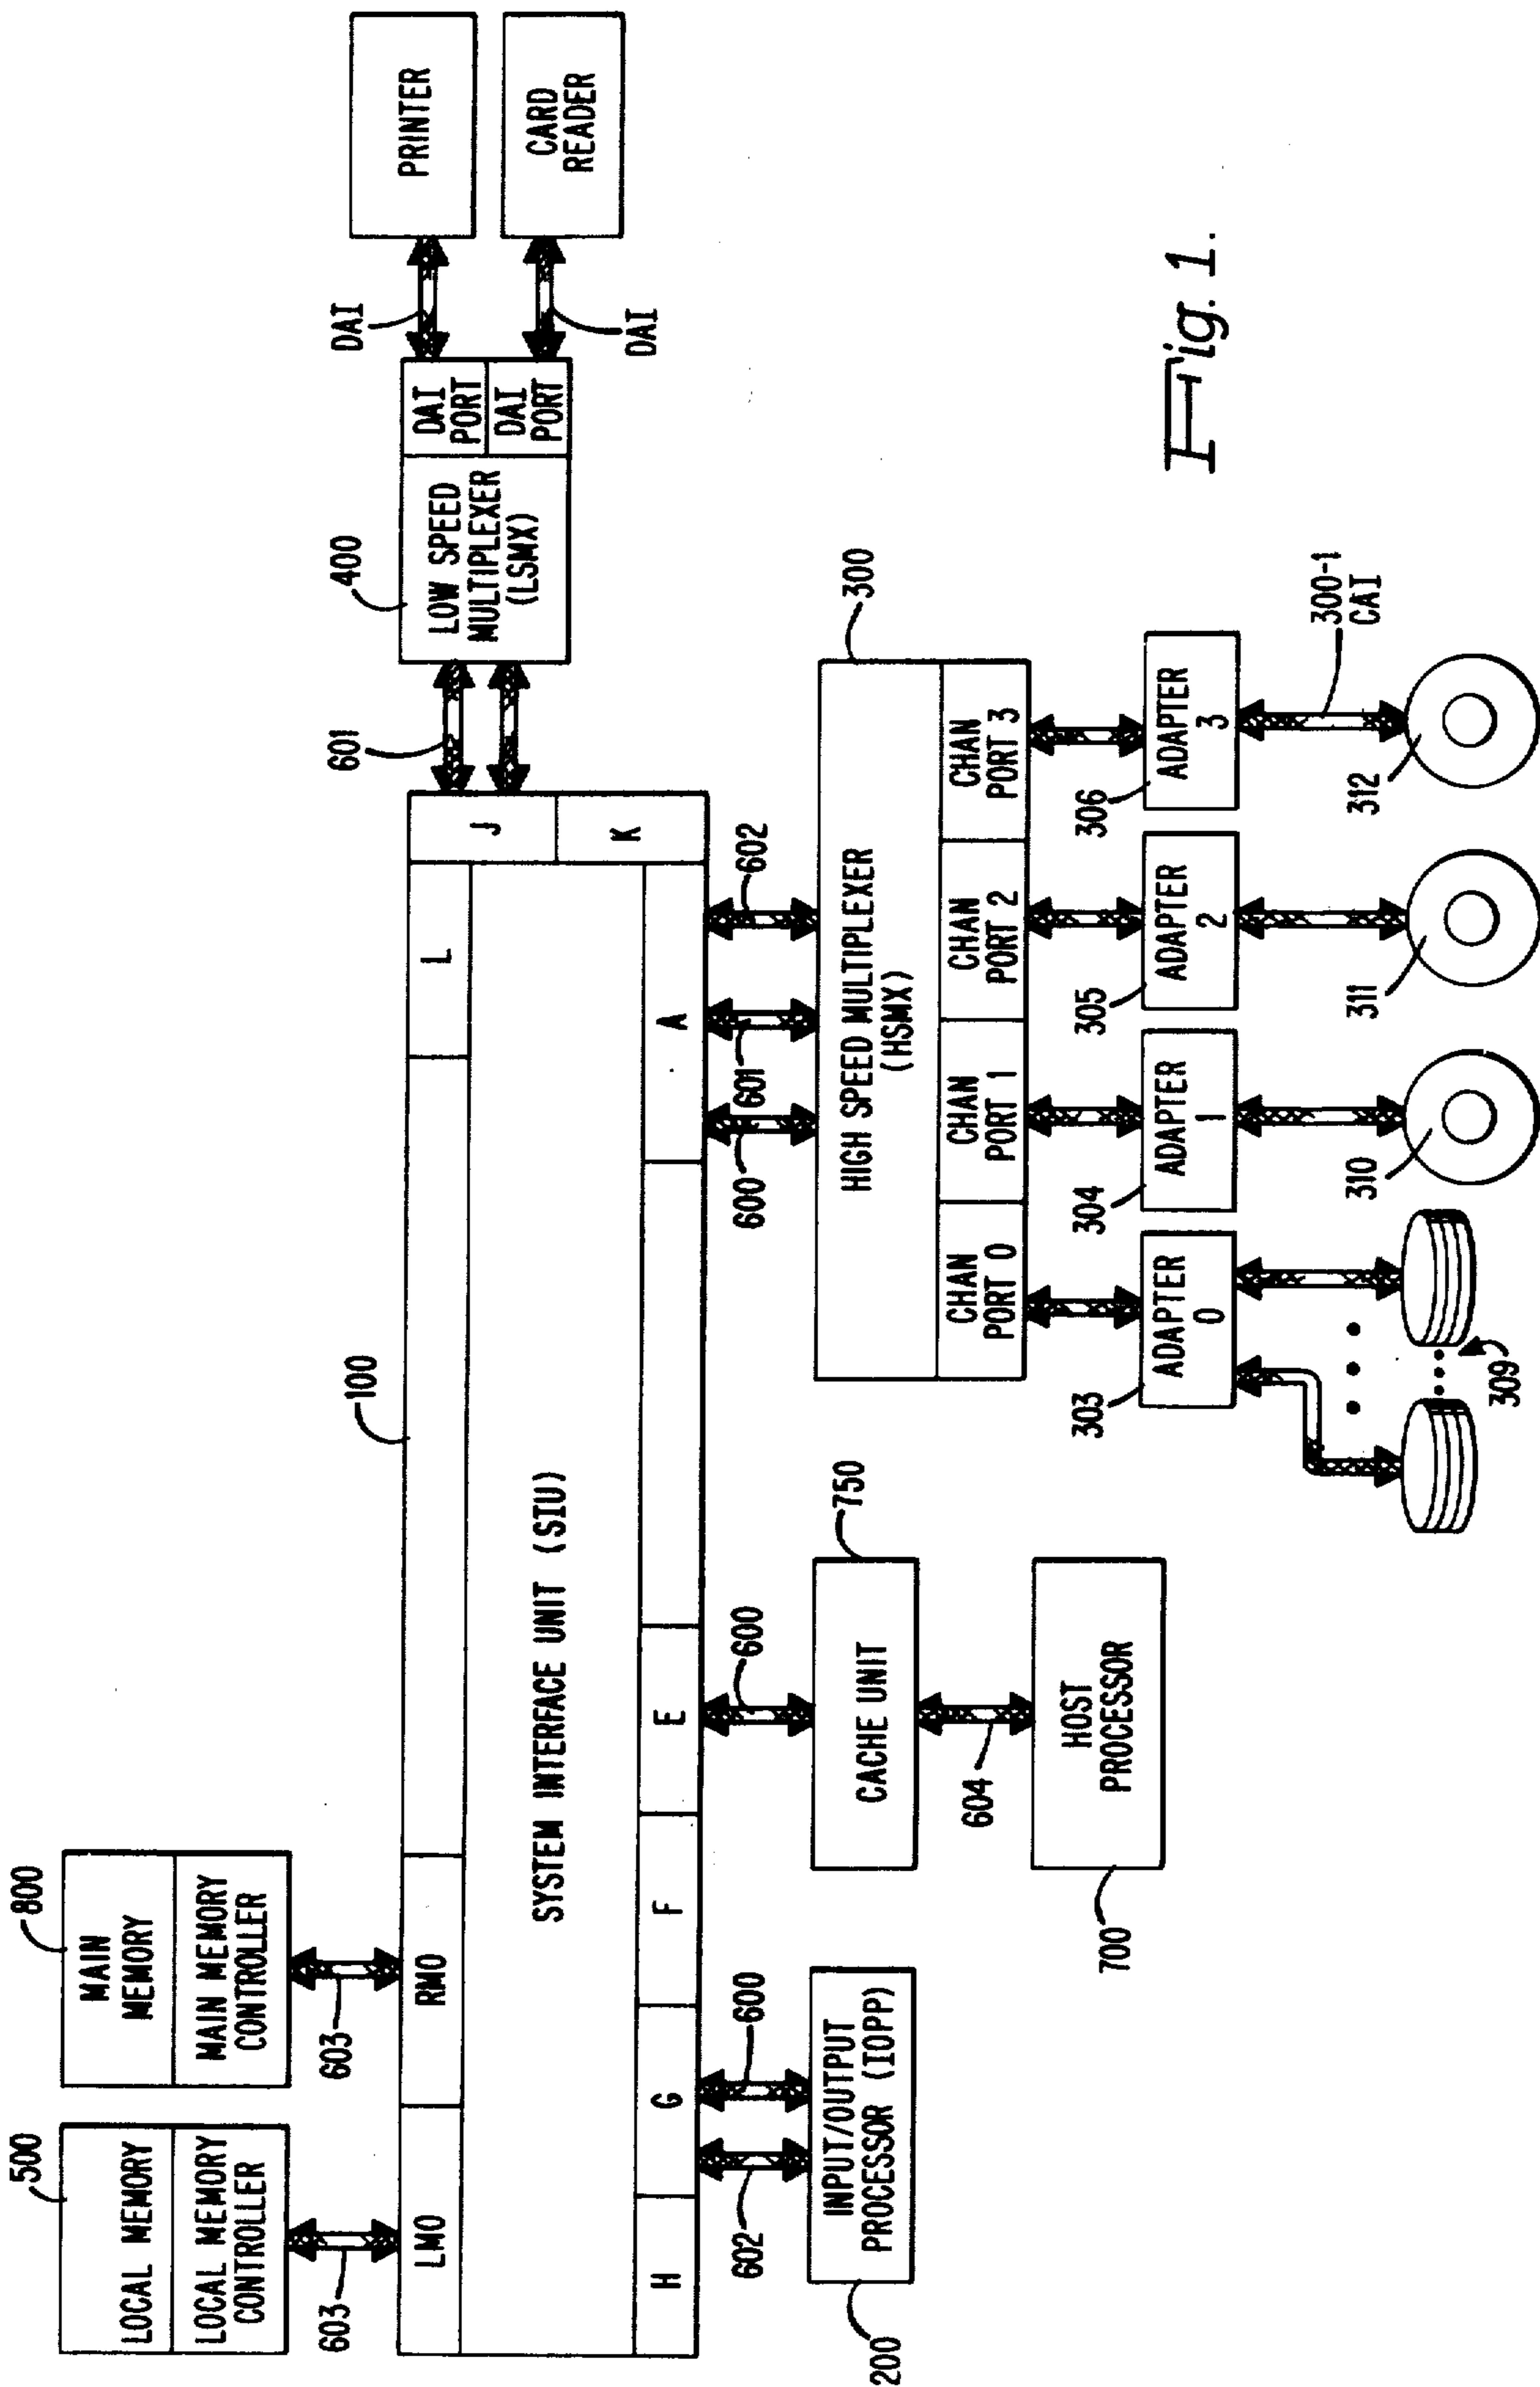 500
LOCAL MEMORY
LOCAL MEMORY
CONTROLLER
603
800
MAIN
MEMORY
MAIN MEMORY
CONTROLLER
603
100
LMO
RMO
L
SYSTEM INTERFACE UNIT (SIU)
H
G
F
E
A
J
K
601
400
LOW SPEED
MULTIPLEXER
(LSMX)
DAI
PORT
DAI
PORT
DAI
DAI
PRINTER
CARD
READER
602
600
200
INPUT/OUTPUT
PROCESSOR (IOPP)
600
750
CACHE UNIT
604
700
HOST
PROCESSOR
600
601
602
300
HIGH SPEED MULTIPLEXER
(HSMX)
CHAN
PORT 0
CHAN
PORT 1
CHAN
PORT 2
CHAN
PORT 3
303
ADAPTER
0
304
ADAPTER
1
305
ADAPTER
2
306
ADAPTER
3
300-1
CAI
309
310
311
312
Fig. 1.